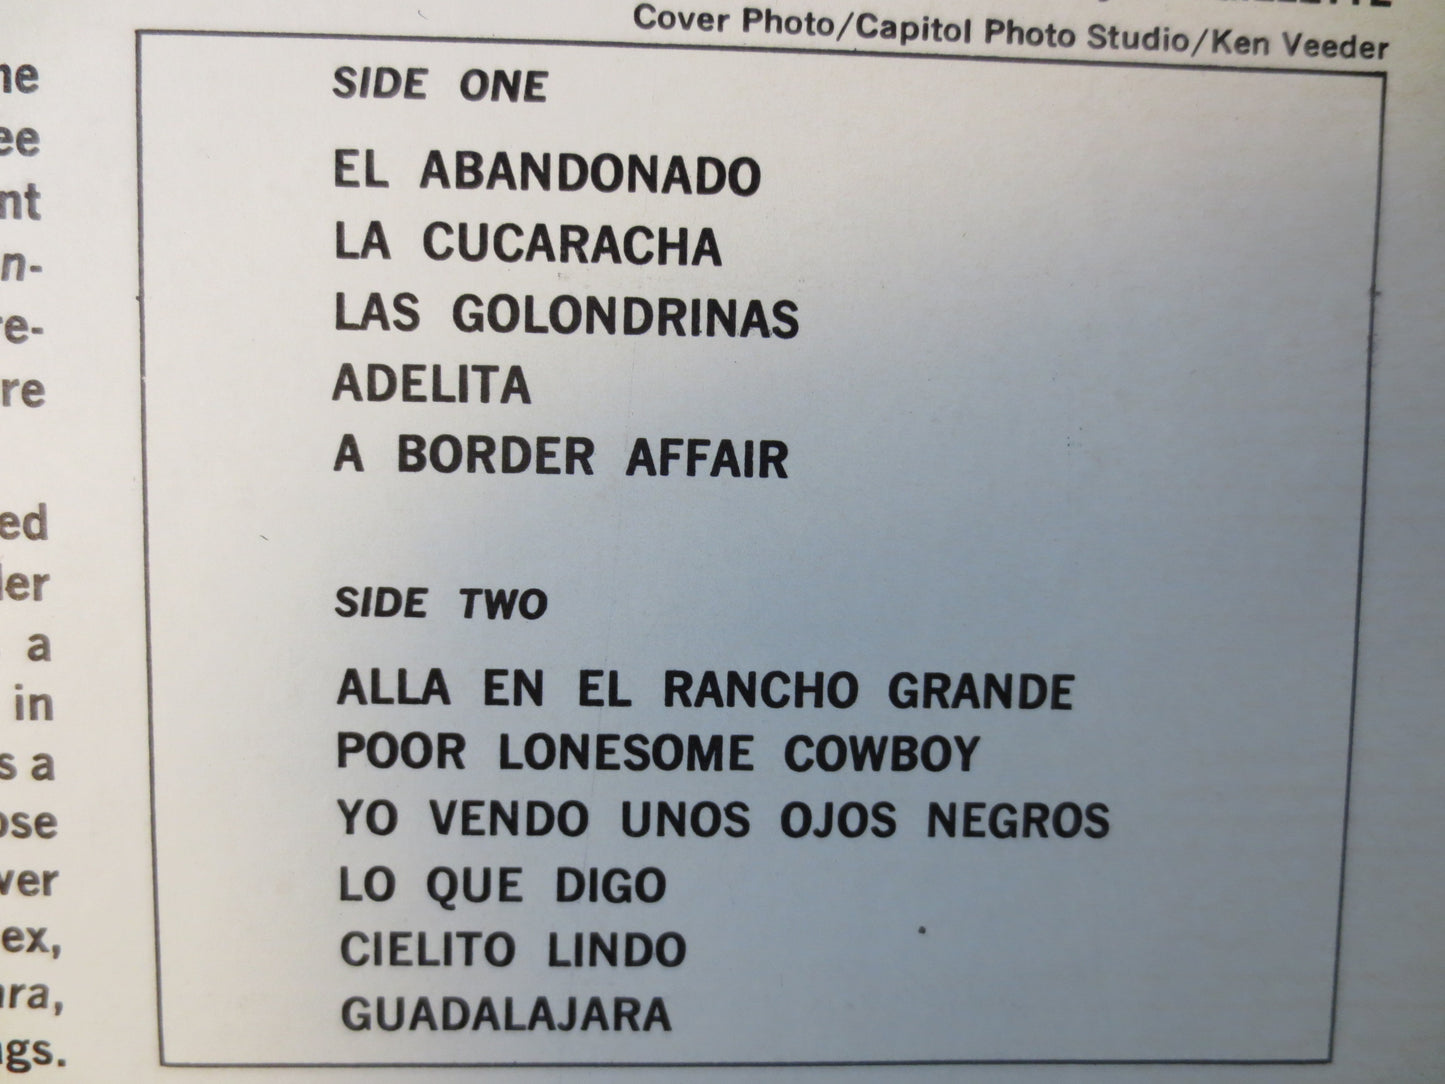 Cover Photo/Capitol Photo Studio/Ken Veeder
SIDE ONE
EL ABANDONADO
LA CUCARACHA
LAS GOLONDRINAS
ADELITA
A BORDER AFFAIR
SIDE TWO
ALLA EN EL RANCHO GRANDE
POOR LONESOME COWBOY
YO VENDO UNOS OJOS NEGROS
LO QUE DIGO
CIELITO LINDO
GUADALAJARA
a
in
a